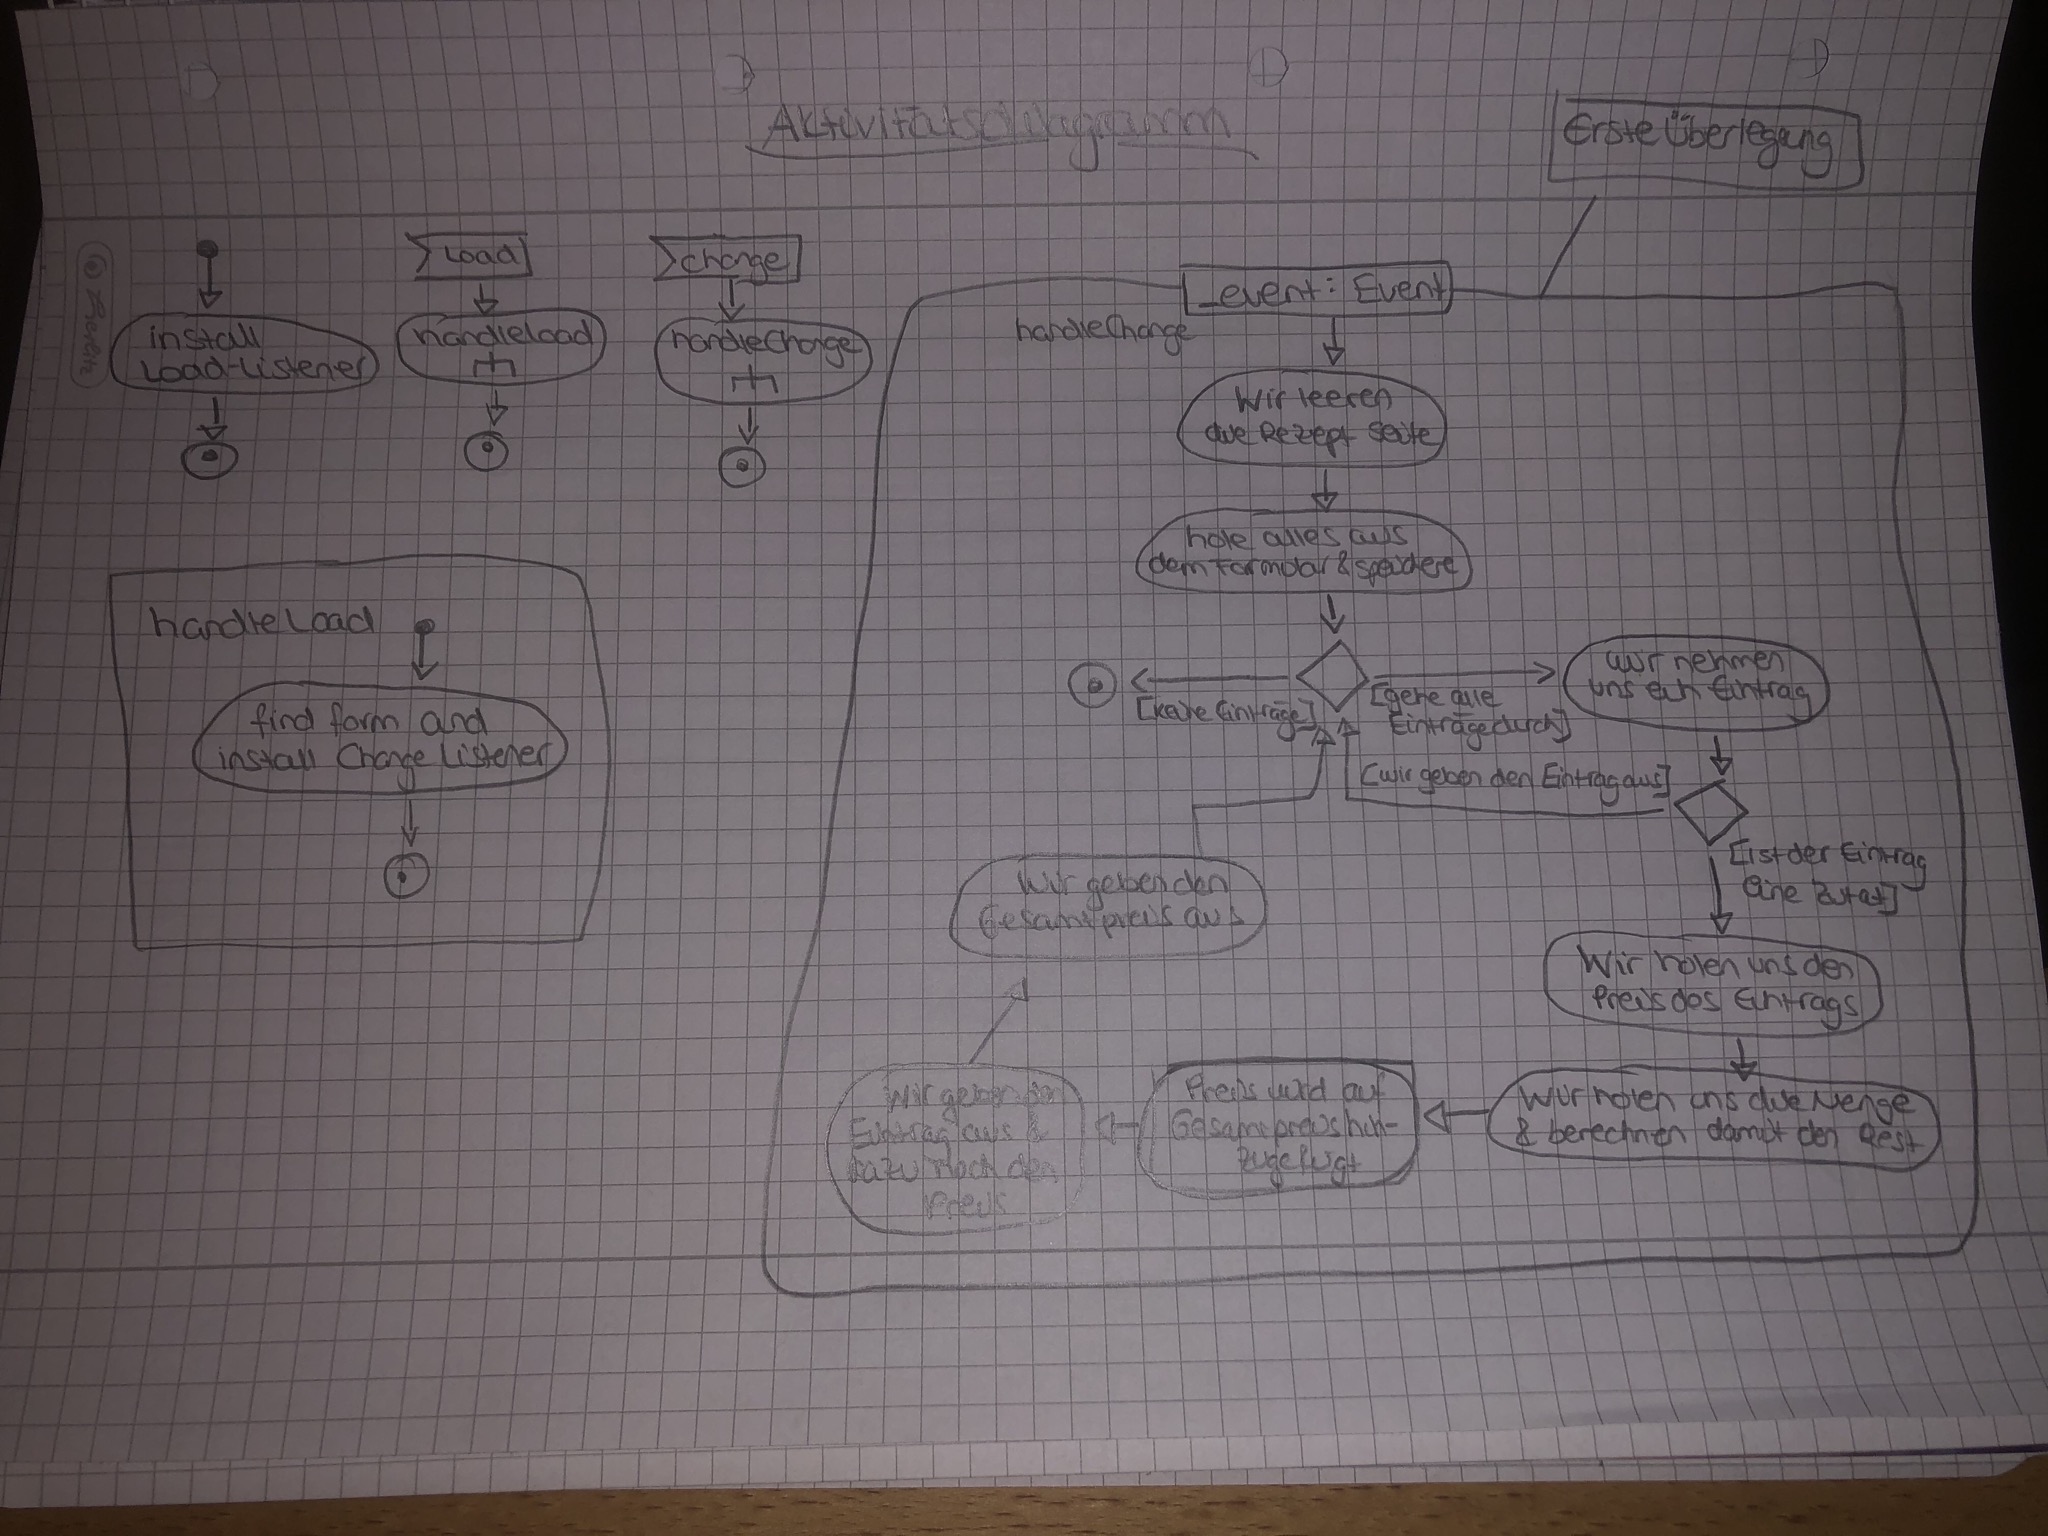 Aktivitätsdiagramm
Erste Überlegung
install
Load-Listener
Load
handleload
change
handleChange
handleLoad
find form and
install Change Listener
_event: Event
handleChange
Wir leeren
die Rezept Seite
hole alles aus
dem Formular & speichere
[keine Einträge]
[gehe alle
Einträge durch]
wir nehmen
uns ein Eintrag
[wir geben den Eintrag aus]
[ist der Eintrag
eine Zutat]
Wir holen uns den
Preis des Eintrags
Wir holen uns die Menge
& berechnen damit den Rest
Preis wird auf
Gesamtpreis hin-
zugefügt
Wir geben den
Eintrag aus &
dazu noch den
Preis
Wir geben den
Gesamtpreis aus